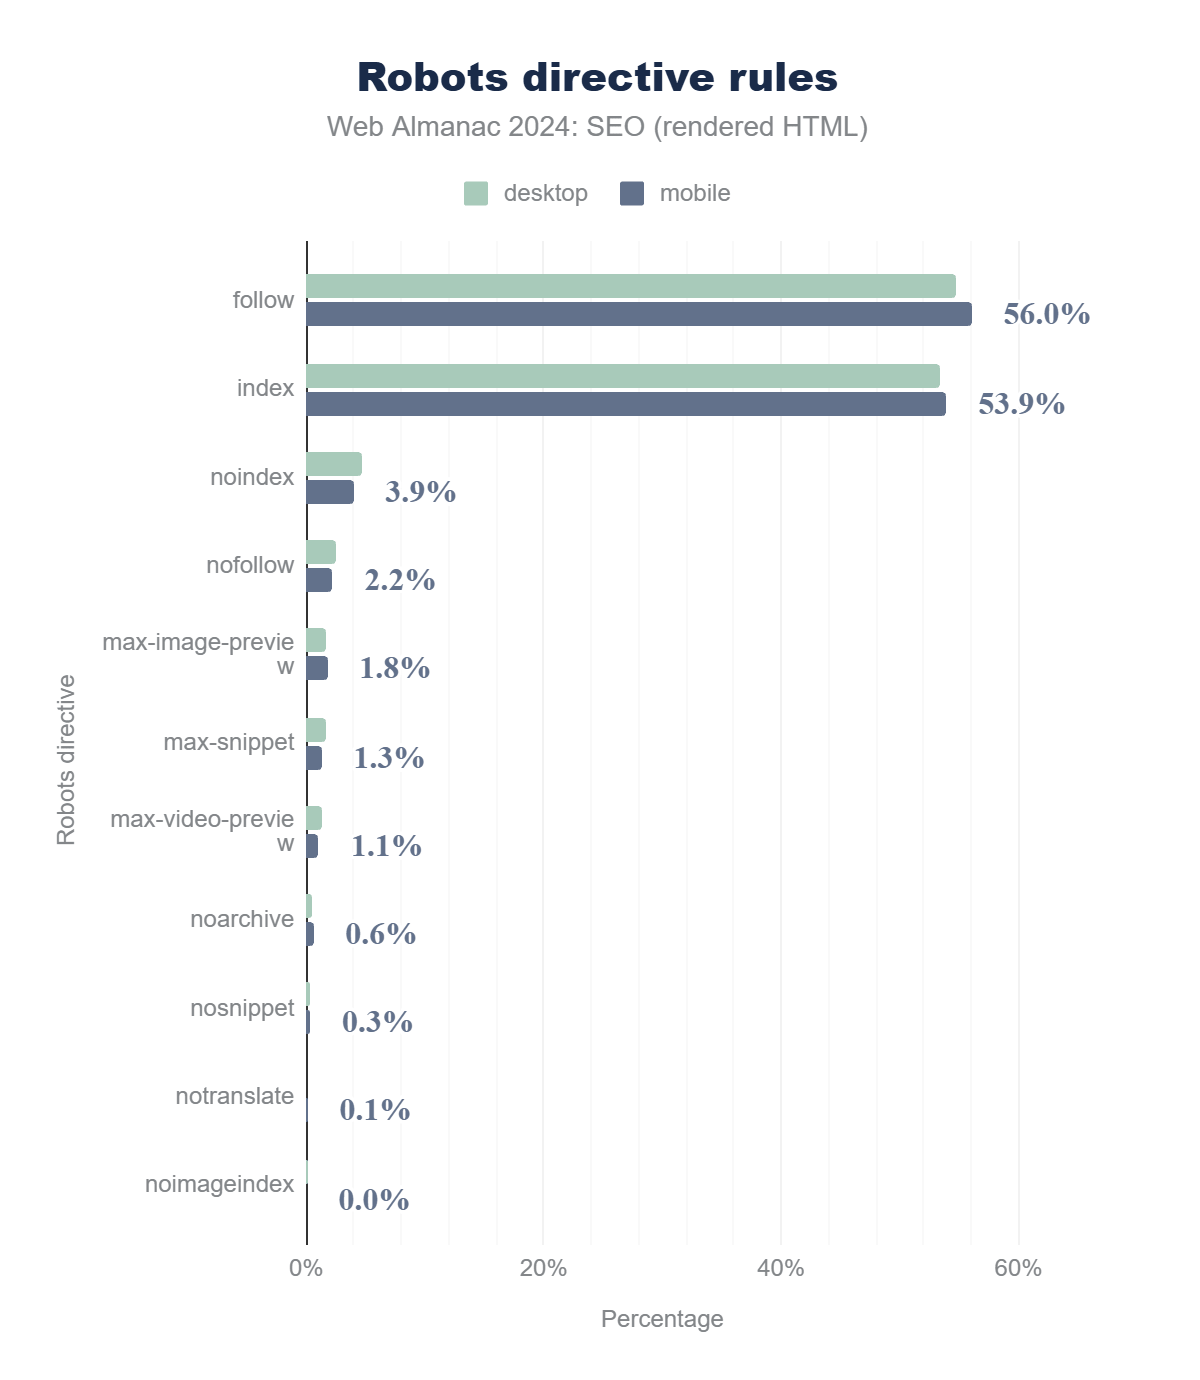 Robots directive rules
Web Almanac 2024: SEO (rendered HTML)
desktop
mobile
Robots directive
follow
56.0%
index
53.9%
noindex
3.9%
nofollow
2.2%
max-image-previe
w
1.8%
max-snippet
1.3%
max-video-previe
w
1.1%
noarchive
0.6%
nosnippet
0.3%
notranslate
0.1%
noimageindex
0.0%
0%
20%
40%
60%
Percentage